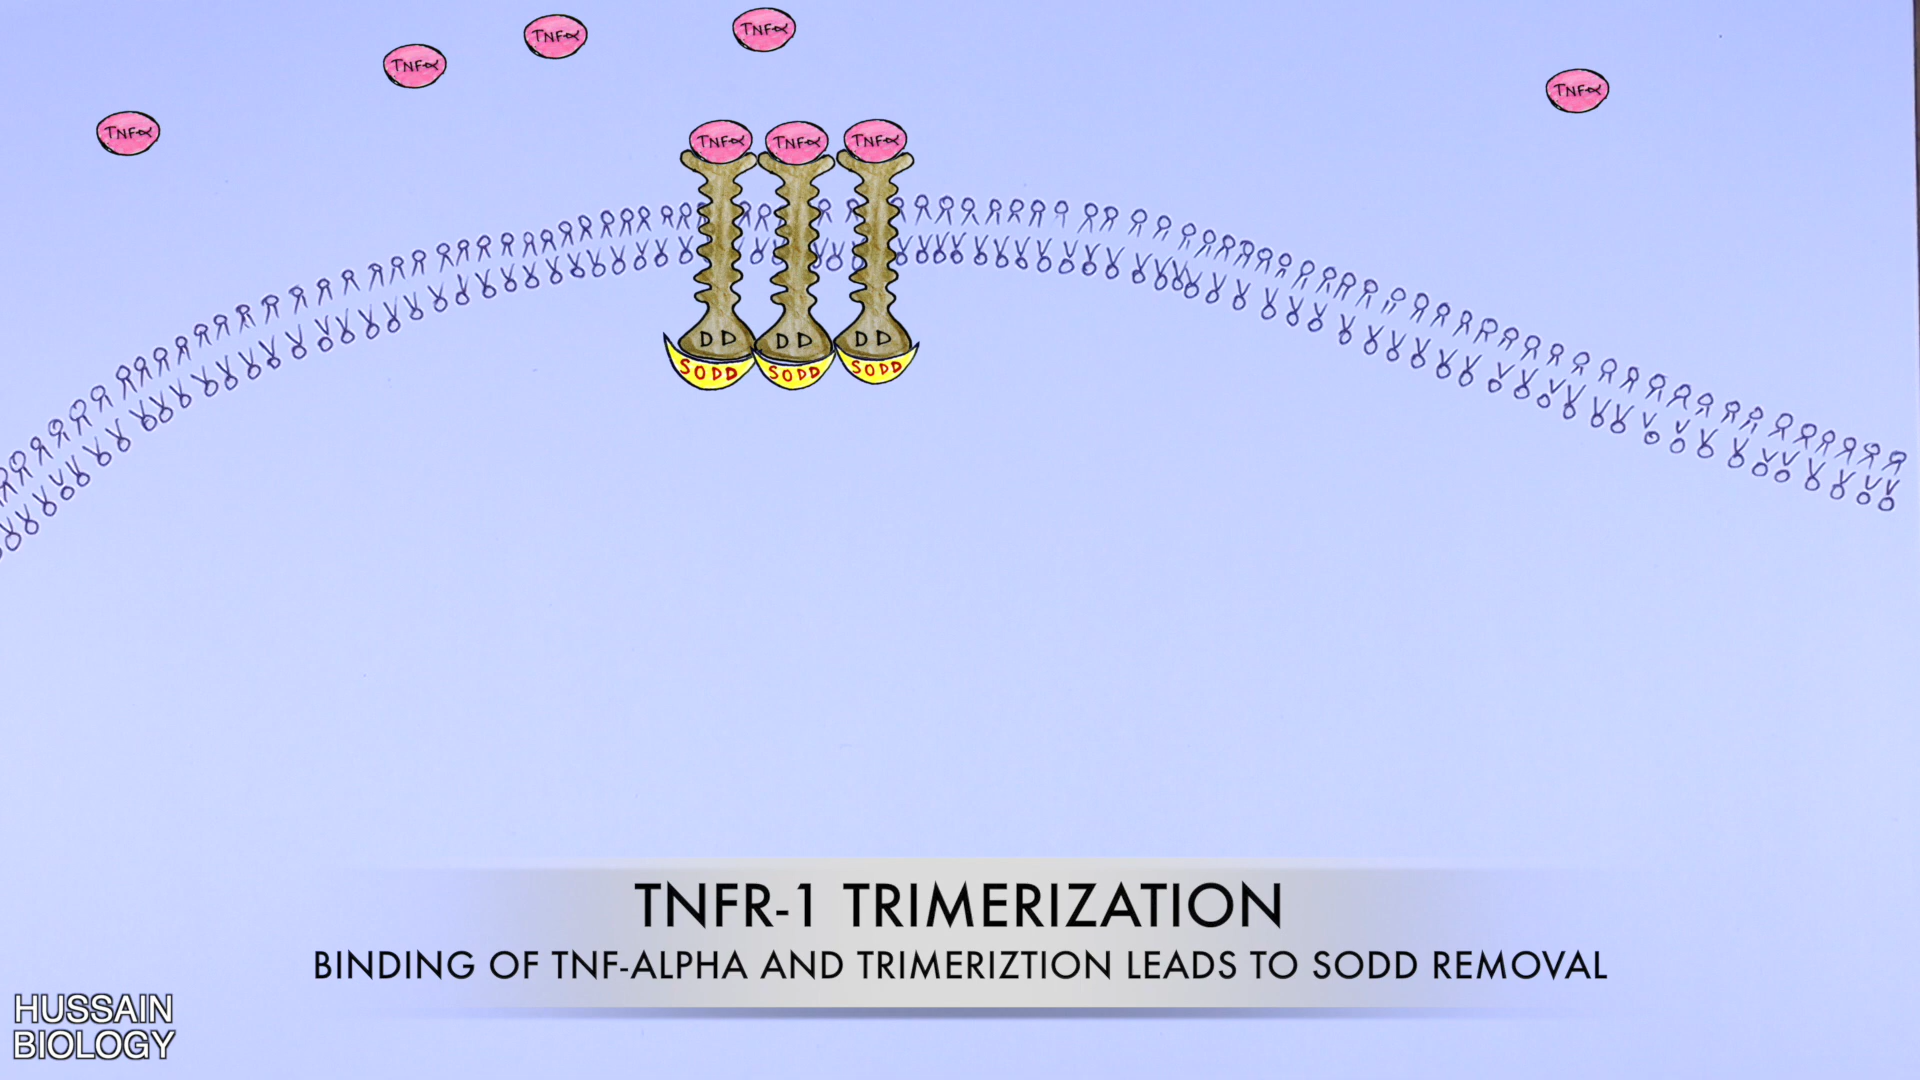 TNFα
TNFα
TNFα
TNFα
TNFα
TNFα TNFα TNFα
DD DD DD
SODD SODD SODD
TNFR-1 TRIMERIZATION
BINDING OF TNF-ALPHA AND TRIMERIZTION LEADS TO SODD REMOVAL
HUSSAIN
BIOLOGY